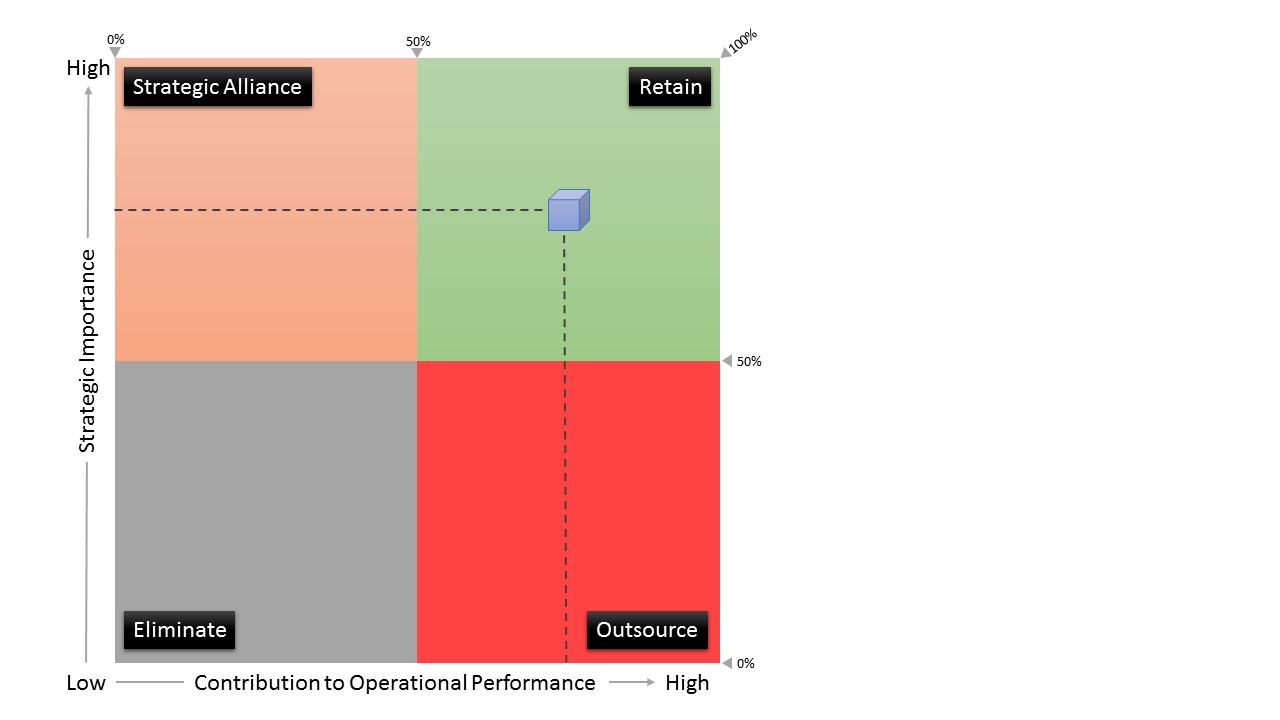 0%
50%
100%
High
Strategic Alliance
Retain
Strategic Importance
50%
Eliminate
Outsource
0%
Low
Contribution to Operational Performance
High